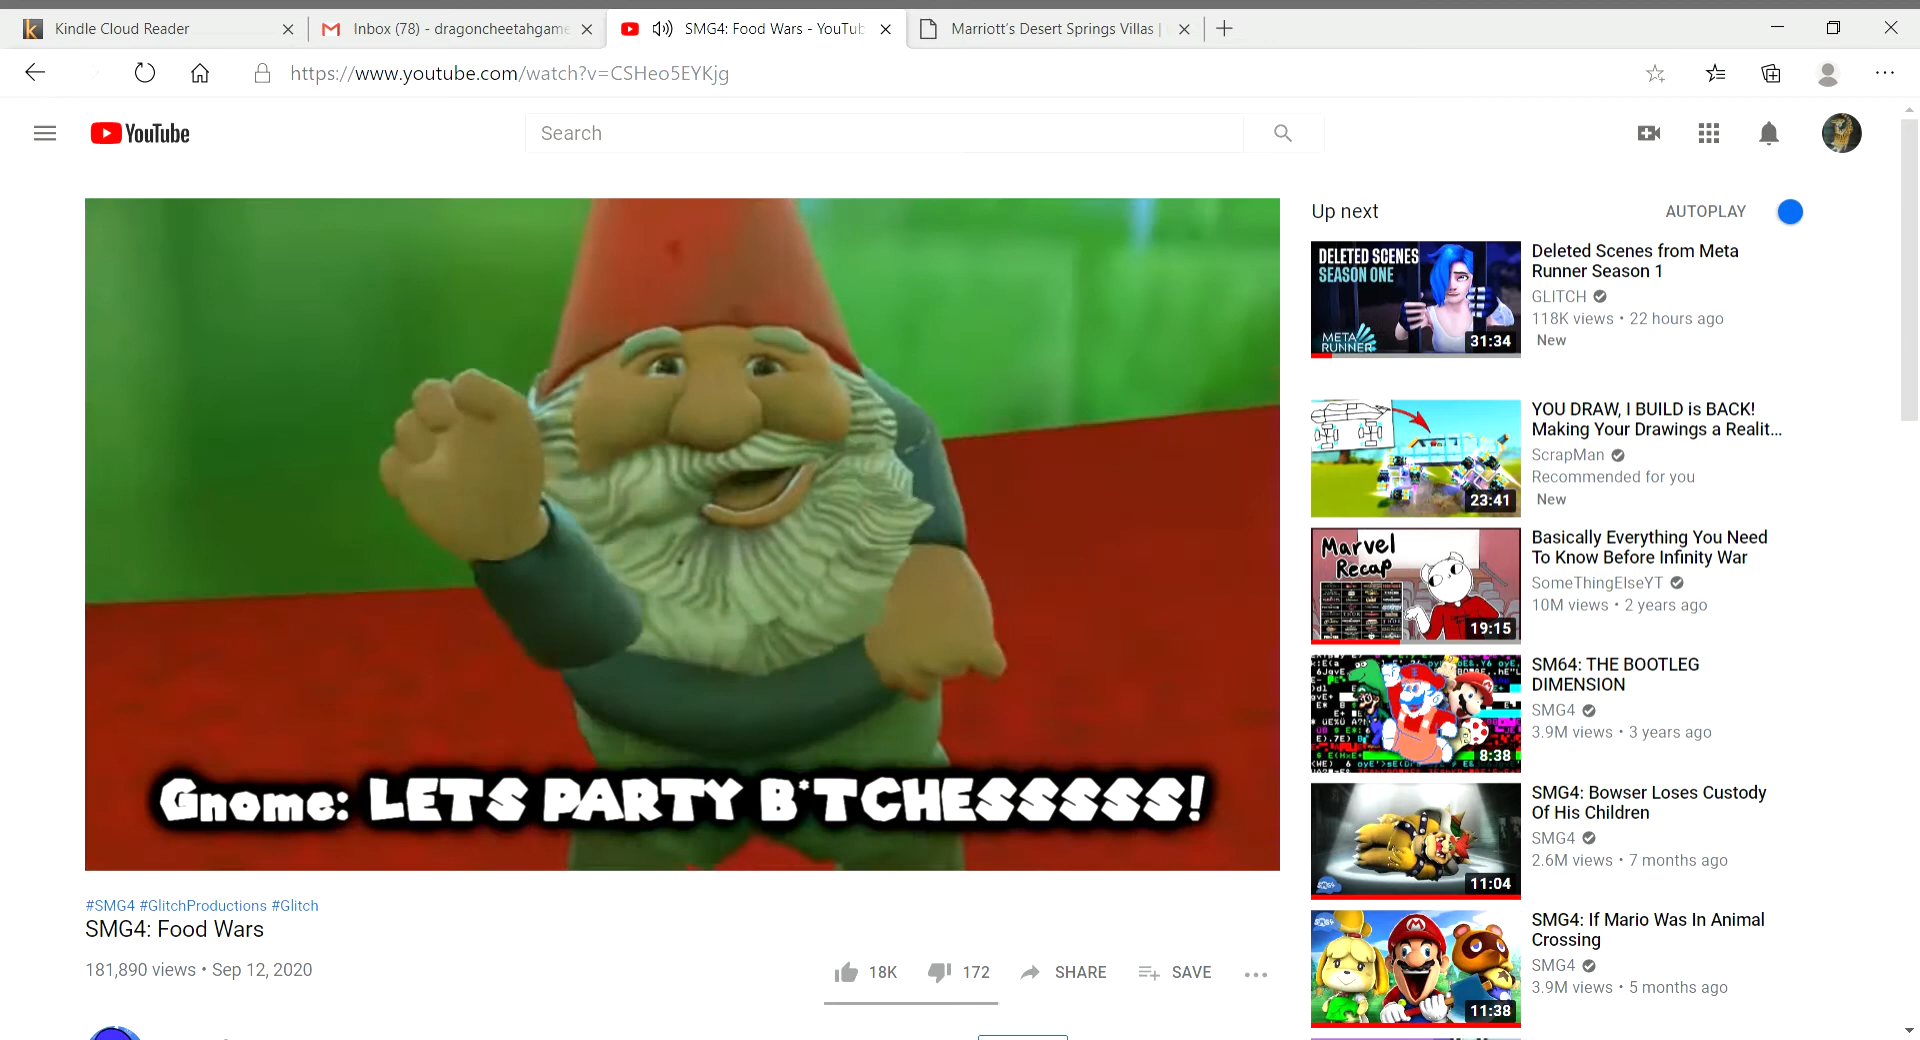 Kindle Cloud Reader
Inbox (78) - dragoncheetahgame
SMG4: Food Wars - YouTub
Marriott's Desert Springs Villas |
https://www.youtube.com/watch?v=CSHeo5EYKjg
YouTube
Search
Gnome: LETS PARTY B*TCHESSSSS!
#SMG4 #GlitchProductions #Glitch
SMG4: Food Wars
181,890 views • Sep 12, 2020
18K
172
SHARE
SAVE
Up next
AUTOPLAY
DELETED SCENES
SEASON ONE
META
RUNNER
31:34
Deleted Scenes from Meta
Runner Season 1
GLITCH
118K views • 22 hours ago
New
23:41
YOU DRAW, I BUILD is BACK!
Making Your Drawings a Realit...
ScrapMan
Recommended for you
New
Marvel
Recap
19:15
Basically Everything You Need
To Know Before Infinity War
SomeThingElseYT
10M views • 2 years ago
8:38
SM64: THE BOOTLEG
DIMENSION
SMG4
3.9M views • 3 years ago
11:04
SMG4: Bowser Loses Custody
Of His Children
SMG4
2.6M views • 7 months ago
11:38
SMG4: If Mario Was In Animal
Crossing
SMG4
3.9M views • 5 months ago